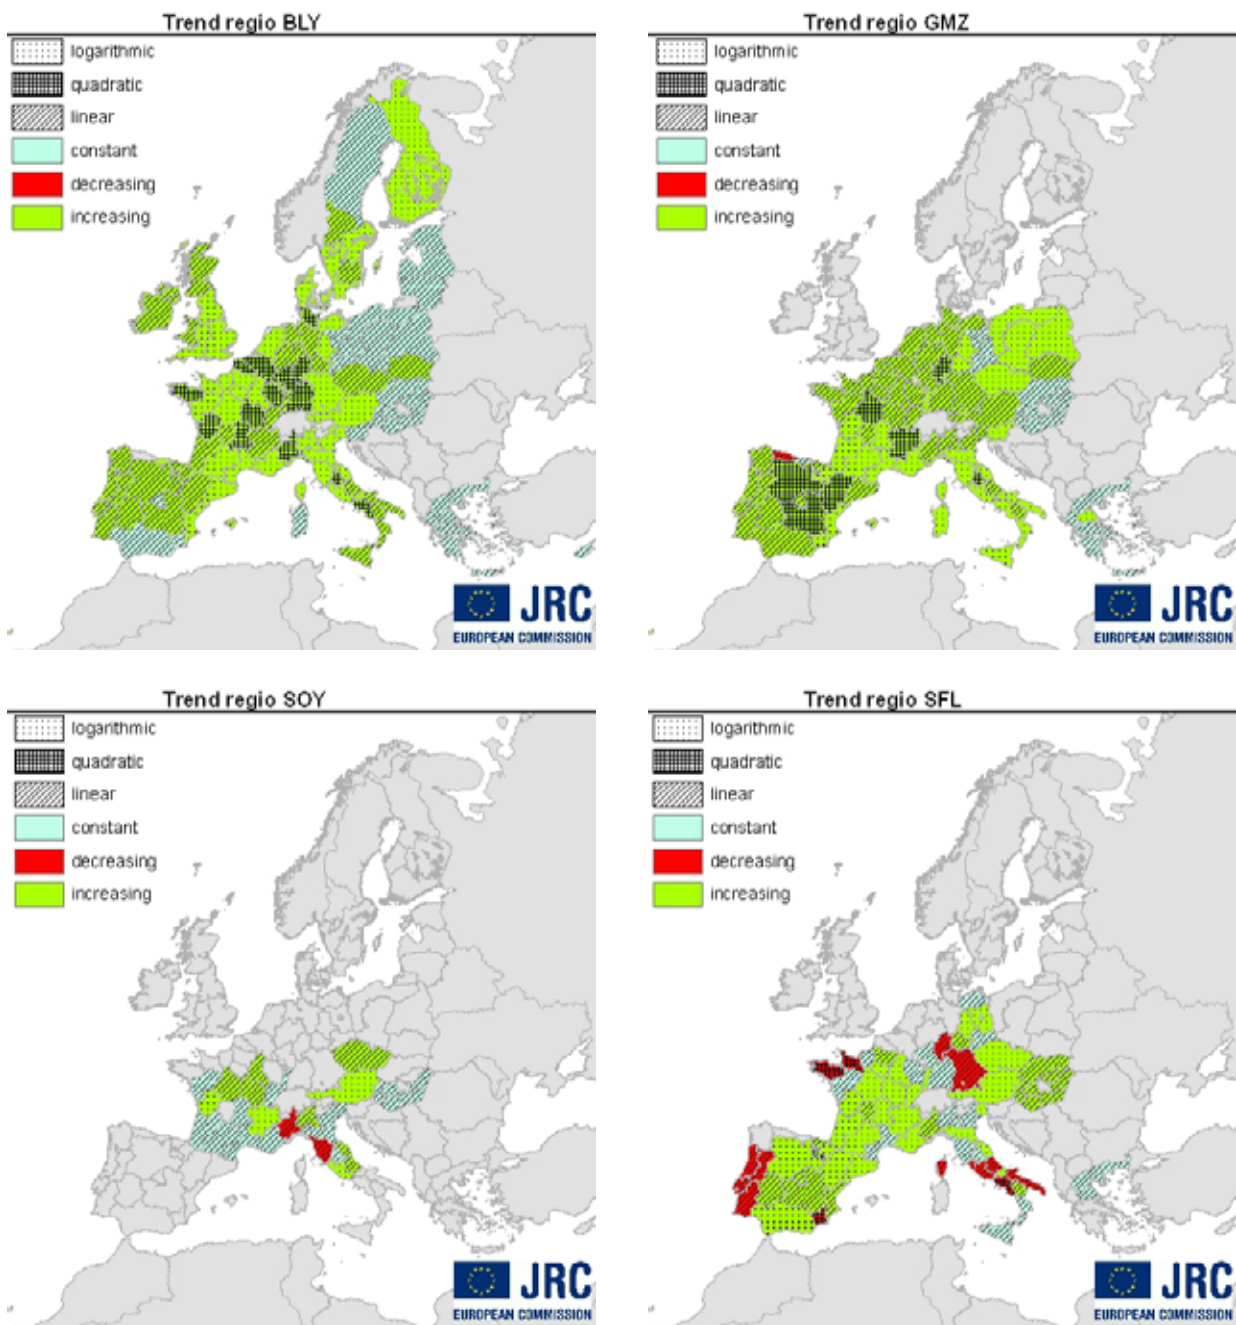 Trend regio BLY
logarithmic
quadratic
linear
constant
decreasing
increasing
JRC
EUROPEAN COMMISSION
Trend regio GMZ
logarithmic
quadratic
linear
constant
decreasing
increasing
JRC
EUROPEAN COMMISSION
Trend regio SOY
logarithmic
quadratic
linear
constant
decreasing
increasing
JRC
EUROPEAN COMMISSION
Trend regio SFL
logarithmic
quadratic
linear
constant
decreasing
increasing
JRC
EUROPEAN COMMISSION